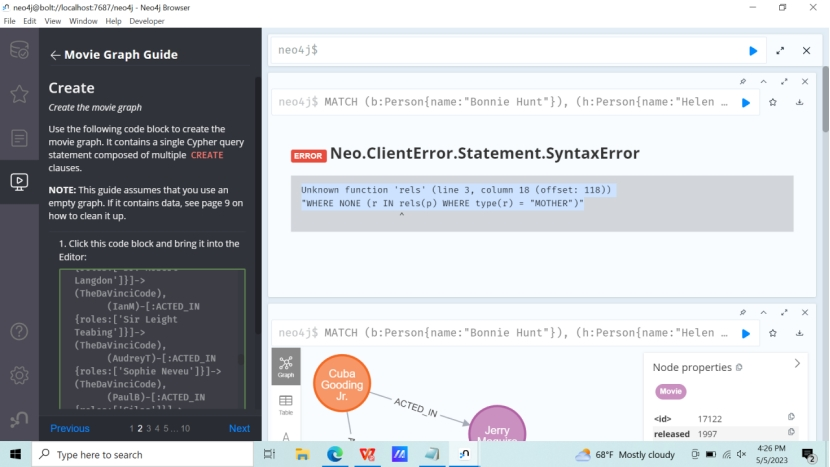 neo4j@bolt://localhost:7687/neo4j - Neo4j Browser
File Edit View Window Help Developer
Movie Graph Guide
Create
Create the movie graph
Use the following code block to create the
movie graph. It contains a single Cypher query
statement composed of multiple CREATE
clauses.
NOTE: This guide assumes that you use an
empty graph. If it contains data, see page 9 on
how to clean it up.
1. Click this code block and bring it into the
Editor:
Langdon']}]->
(TheDaVinciCode),
(IanM)-[:ACTED_IN
{roles:['Sir Leight
Teabing']}]->
(TheDaVinciCode),
(AudreyT)-[:ACTED_IN
{roles:['Sophie Neveu']}]->
(TheDaVinciCode),
(PaulB)-[:ACTED_IN
Previous
1 2 3 4 5 ... 10
Next
neo4j$
neo4j$ MATCH (b:Person{name:"Bonnie Hunt"}), (h:Person{name:"Helen …
ERROR Neo.ClientError.Statement.SyntaxError
Unknown function 'rels' (line 3, column 18 (offset: 118))
"WHERE NONE (r IN rels(p) WHERE type(r) = "MOTHER")"
^
neo4j$ MATCH (b:Person{name:"Bonnie Hunt"}), (h:Person{name:"Helen …
Graph
Table
A
Cuba
Gooding
Jr.
ACTED_IN
Jerry
Maguire
Node properties
Movie
<id> 17122
released 1997
Type here to search
68°F Mostly cloudy
4:26 PM
5/5/2023
2